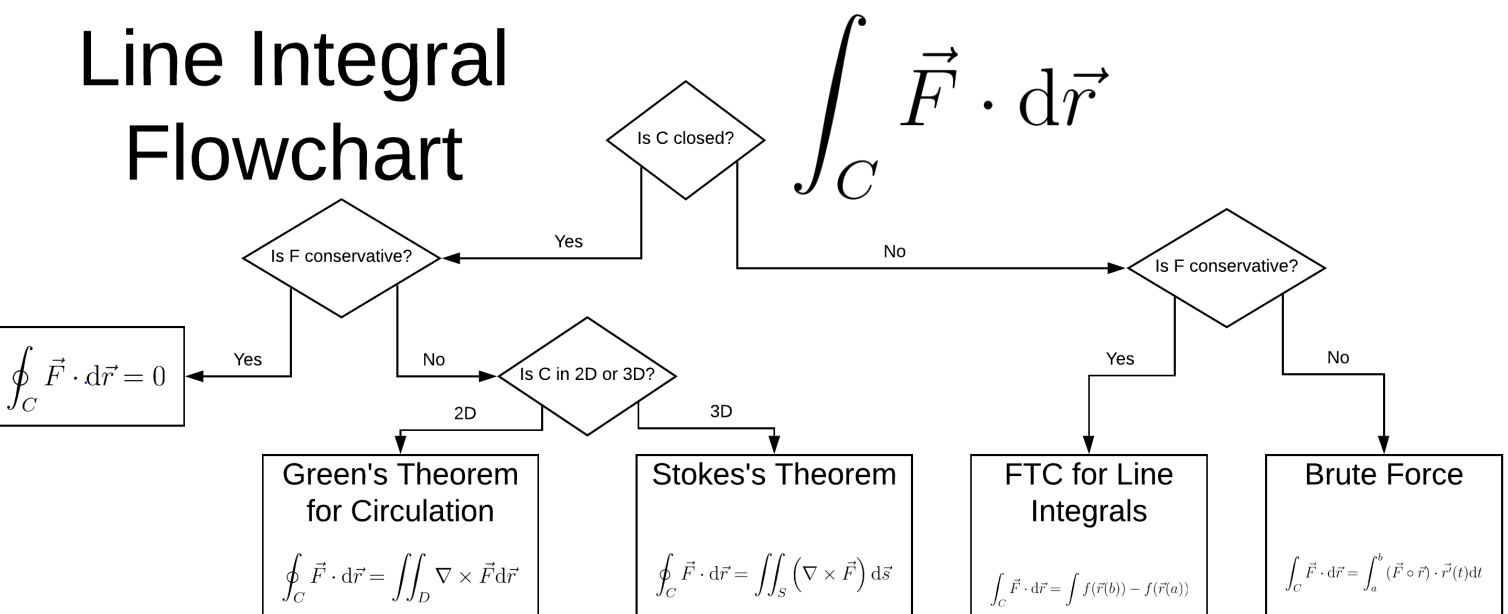 Line Integral
Flowchart
∫_C F⃗ · dr⃗
Is C closed?
Yes
No
Is F conservative?
Is F conservative?
Yes
No
Yes
No
∮_C F⃗ · dr⃗ = 0
Is C in 2D or 3D?
2D
3D
Green's Theorem
for Circulation
∮_C F⃗ · dr⃗ = ∬_D ∇ × F⃗dr⃗
Stokes's Theorem
∮_C F⃗ · dr⃗ = ∬_S (∇ × F⃗) ds⃗
FTC for Line
Integrals
∫_C F⃗ · dr⃗ = ∫ f(r⃗(b)) − f(r⃗(a))
Brute Force
∫_C F⃗ · dr⃗ = ∫_a^b (F⃗ ∘ r⃗) · r⃗′(t)dt